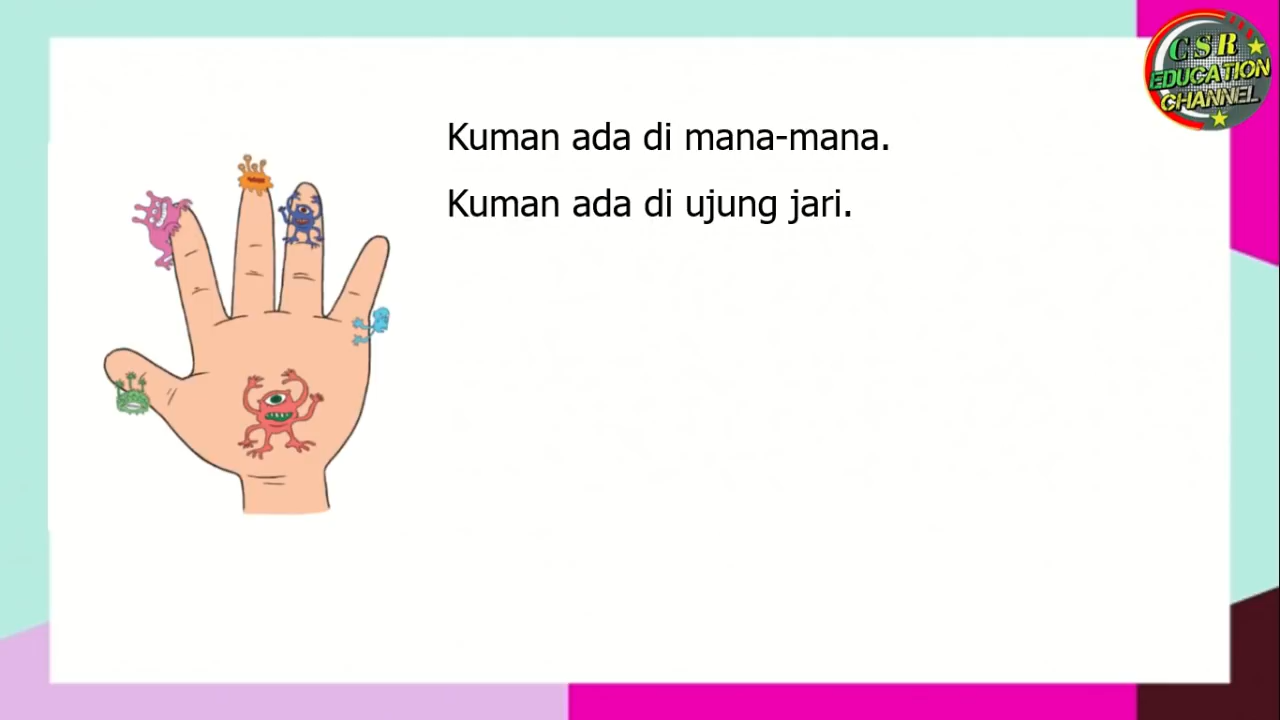 CSR
EDUCATION
CHANNEL
Kuman ada di mana-mana.
Kuman ada di ujung jari.